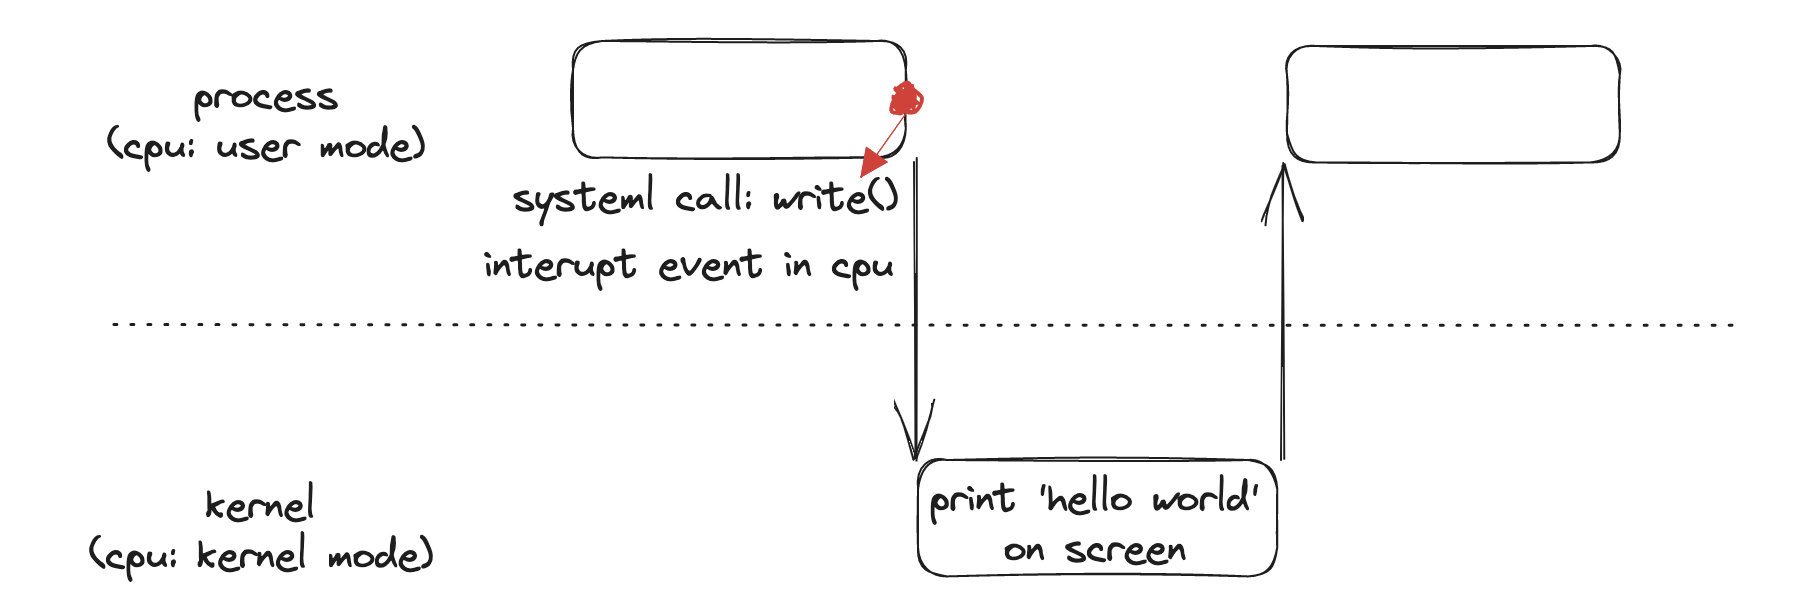 process
(cpu: user mode)
systeml call: write()
interupt event in cpu
kernel
(cpu: kernel mode)
print 'hello world'
on screen